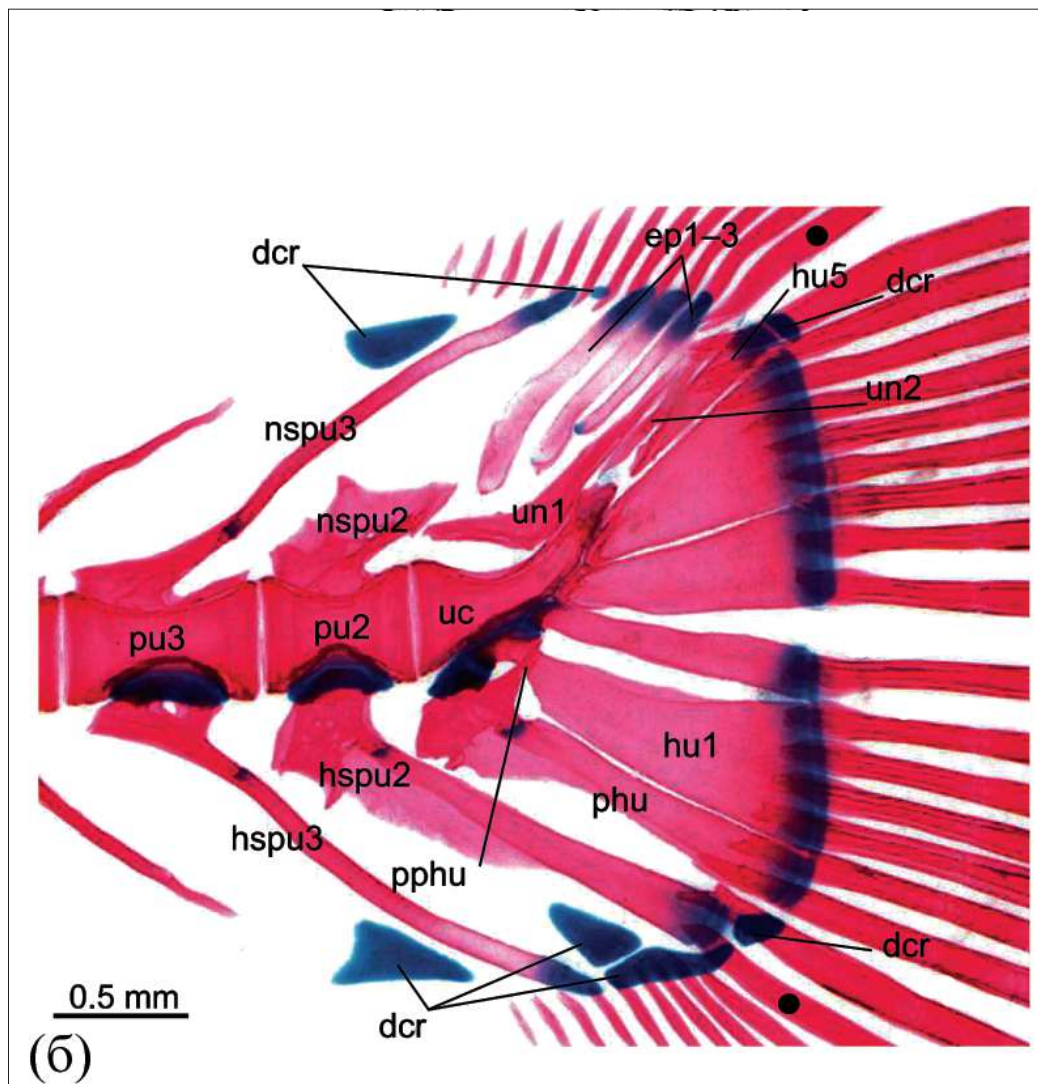 ep1–3
dcr
hu5
dcr
un2
nspu3
nspu2
un1
uc
pu3
pu2
hu1
hspu2
phu
hspu3
pphu
dcr
dcr
0.5 mm
(б)